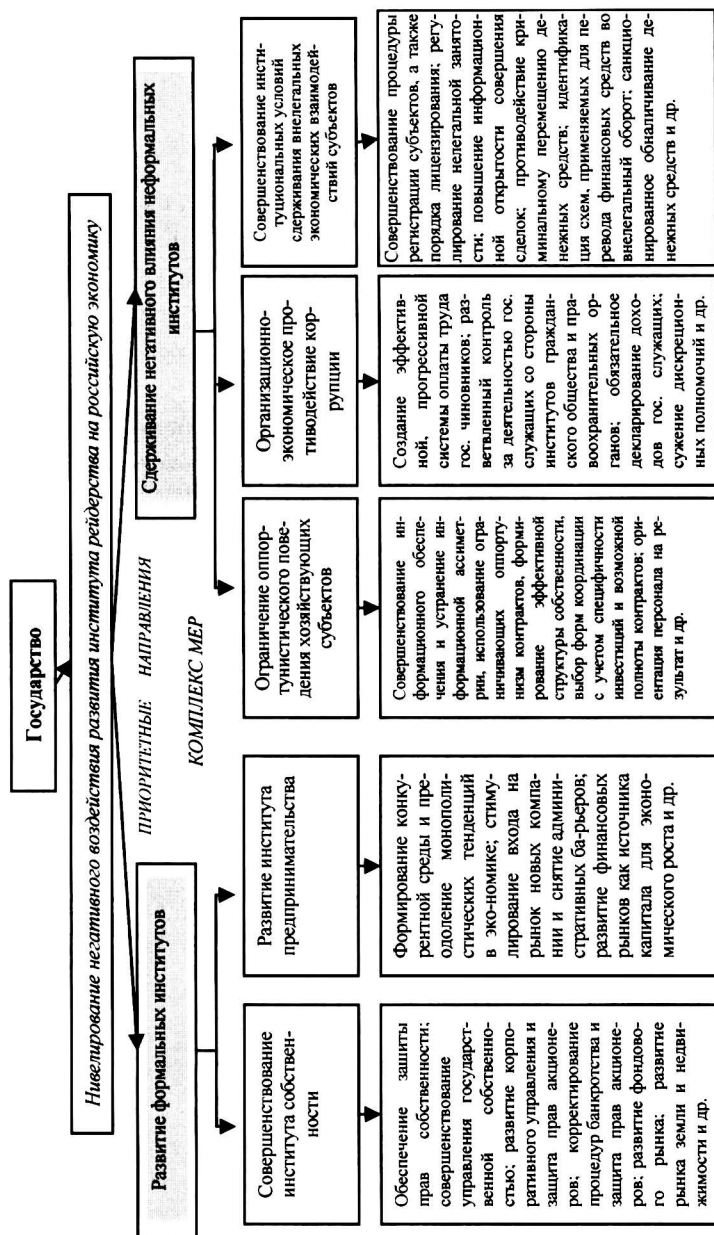 Государство
Нивелирование негативного воздействия развития института рейдерства на российскую экономику
ПРИОРИТЕТНЫЕ НАПРАВЛЕНИЯ
КОМПЛЕКС МЕР
Развитие формальных институтов
Сдерживание негативного влияния неформальных
институтов
Совершенствование
института собствен-
ности
Развитие института
предпринимательства
Ограничение оппор-
тунистического пове-
дения хозяйствующих
субъектов
Организационно-
экономическое про-
тиводействие кор-
рупции
Совершенствование инсти-
туциональных условий
сдерживания внелегальных
экономических взаимодей-
ствий субъектов
Обеспечение защиты
прав собственности;
совершенствование
управления государст-
венной собственно-
стью; развитие корпо-
ративного управления и
защита прав акционе-
ров; корректирование
процедур банкротства и
защита прав акционе-
ров; развитие фондово-
го рынка; развитие
рынка земли и недви-
жимости и др.
Формирование конку-
рентной среды и пре-
одоление монополи-
стических тенденций
в эко-номике; стиму-
лирование входа на
рынок новых компа-
нии и снятие админи-
стративных ба-рьеров;
развитие финансовых
рынков как источника
капитала для эконо-
мического роста и др.
Совершенствование ин-
формационного обеспе-
чения и устранение ин-
формационной ассимет-
рии, использование огра-
ничивающих оппорту-
низм контрактов, форми-
рование эффективной
структуры собственности,
выбор форм координации
с учетом специфичности
инвестиций и возможной
полноты контрактов; ори-
ентация персонала на ре-
зультат и др.
Создание эффектив-
ной, прогрессивной
системы оплаты труда
гос. чиновников; раз-
ветвленный контроль
за деятельностью гос.
служащих со стороны
институтов граждан-
ского общества и пра-
воохранительных ор-
ганов; обязательное
декларирование дохо-
дов гос. служащих;
сужение дискрецион-
ных полномочий и др.
Совершенствование процедуры
регистрации субъектов, а также
порядка лицензирования; регу-
лирование нелегальной занято-
сти; повышение информацион-
ной открытости совершения
сделок; противодействие кри-
минальному перемещению де-
нежных средств; идентифика-
ция схем, применяемых для пе-
ревода финансовых средств во
внелегальный оборот; санкцио-
нированное обналичивание де-
нежных средств и др.